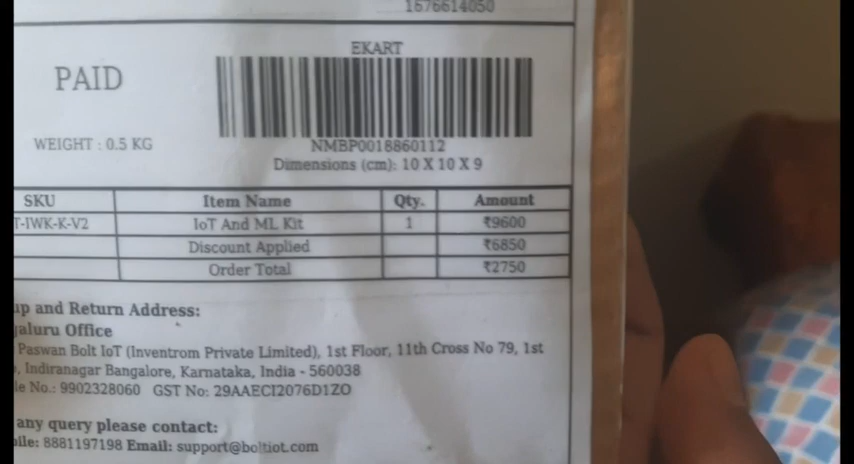 1676614050
EKART
PAID
WEIGHT : 0.5 KG
NMBP0018860112
Dimensions (cm): 10 X 10 X 9
SKU Item Name Qty. Amount
T-IWK-K-V2 IoT And ML Kit 1 ₹9600
Discount Applied ₹6850
Order Total ₹2750
up and Return Address:
galuru Office
Paswan Bolt IoT (Inventrom Private Limited), 1st Floor, 11th Cross No 79, 1st
, Indiranagar Bangalore, Karnataka, India - 560038
le No.: 9902328060 GST No: 29AAECI2076D1ZO
any query please contact:
bile: 8881197198 Email: support@boltiot.com